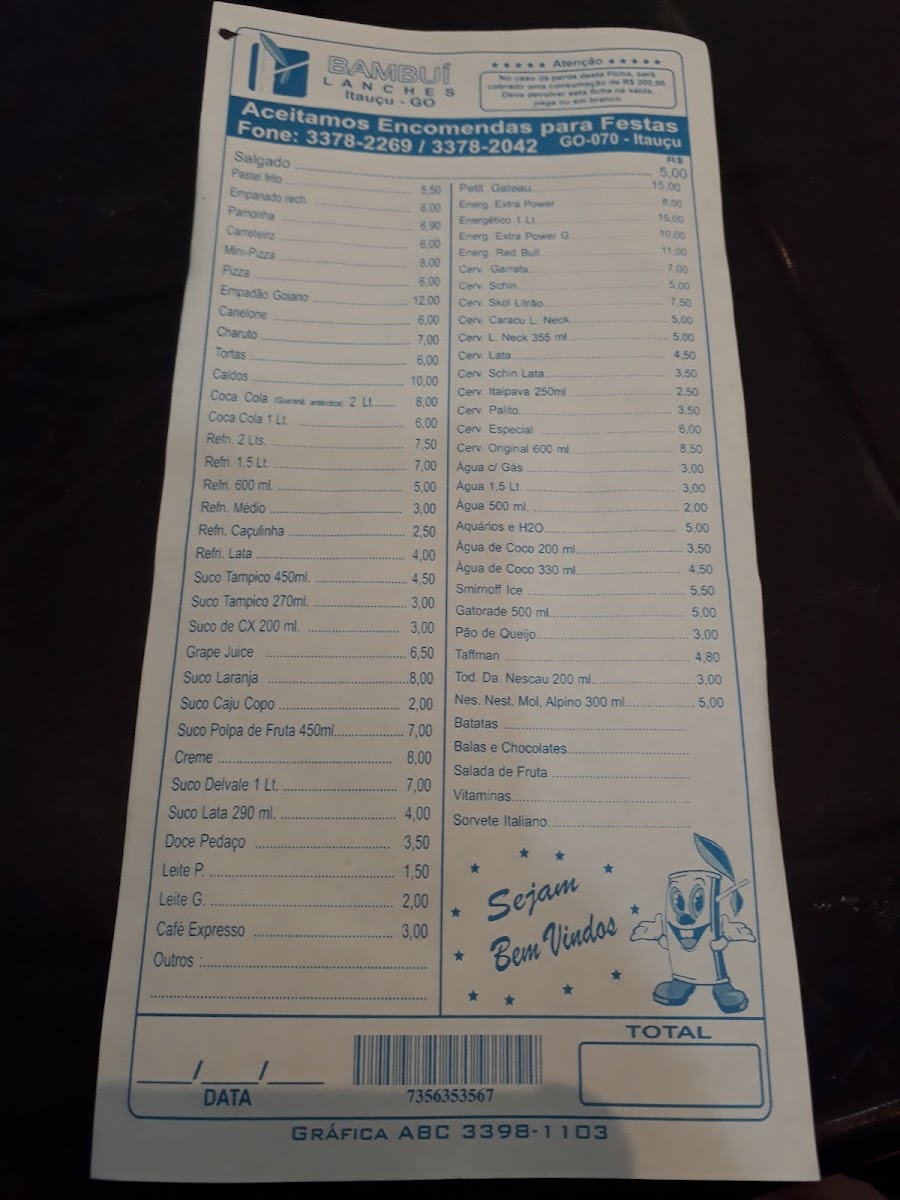 BAMBUÍ
LANCHES
Itauçu - GO
★ ★ ★ ★ ★ Atenção ★ ★ ★ ★ ★
No caso da perda desta Ficha, será
cobrado uma consumação de R$ 200,00.
Deve devolver esta ficha na saída,
paga ou em branco.
Aceitamos Encomendas para Festas
Fone: 3378-2269 / 3378-2042 GO-070 - Itauçu
R$
Salgado 5,00
Pastel frito 5,50
Empanado rech. 6,00
Pamonha 6,90
Carreteiro 6,00
Mini-Pizza 8,00
Pizza 6,00
Empadão Goiano 12,00
Canelone 6,00
Charuto 7,00
Tortas 6,00
Caldos 10,00
Coca Cola (Guaraná antárctica) 2 Lt. 8,00
Coca Cola 1 Lt. 6,00
Refri. 2 Lts. 7,50
Refri. 1,5 Lt. 7,00
Refri. 600 ml. 5,00
Refri. Médio 3,00
Refri. Caçulinha 2,50
Refri. Lata 4,00
Suco Tampico 450ml. 4,50
Suco Tampico 270ml. 3,00
Suco de CX 200 ml. 3,00
Grape Juice 6,50
Suco Laranja 8,00
Suco Caju Copo 2,00
Suco Polpa de Fruta 450ml. 7,00
Creme 8,00
Suco Delvale 1 Lt. 7,00
Suco Lata 290 ml. 4,00
Doce Pedaço 3,50
Leite P. 1,50
Leite G. 2,00
Café Expresso 3,00
Outros :
Petit Gateau 15,00
Energ. Extra Power 8,00
Energético 1 Lt. 15,00
Energ. Extra Power G 10,00
Energ. Red Bull 11,00
Cerv. Garrafa 7,00
Cerv. Schin 5,00
Cerv. Skol Litrão 7,50
Cerv. Caracu L. Neck 5,00
Cerv. L. Neck 355 ml 5,00
Cerv. Lata 4,50
Cerv. Schin Lata 3,50
Cerv. Itaipava 250ml 2,50
Cerv. Palito 3,50
Cerv. Especial 6,00
Cerv. Original 600 ml. 8,50
Água c/ Gás 3,00
Água 1,5 Lt. 3,00
Água 500 ml. 2,00
Aquários e H2O 5,00
Água de Coco 200 ml. 3,50
Água de Coco 330 ml. 4,50
Smirnoff Ice 5,50
Gatorade 500 ml. 5,00
Pão de Queijo 3,00
Taffman 4,80
Tod. Da. Nescau 200 ml. 3,00
Nes. Nest. Mol, Alpino 300 ml. 5,00
Batatas
Balas e Chocolates
Salada de Fruta
Vitaminas
Sorvete Italiano
Sejam
Bem Vindos
___/___/___
DATA
7356353567
TOTAL
GRÁFICA ABC 3398-1103